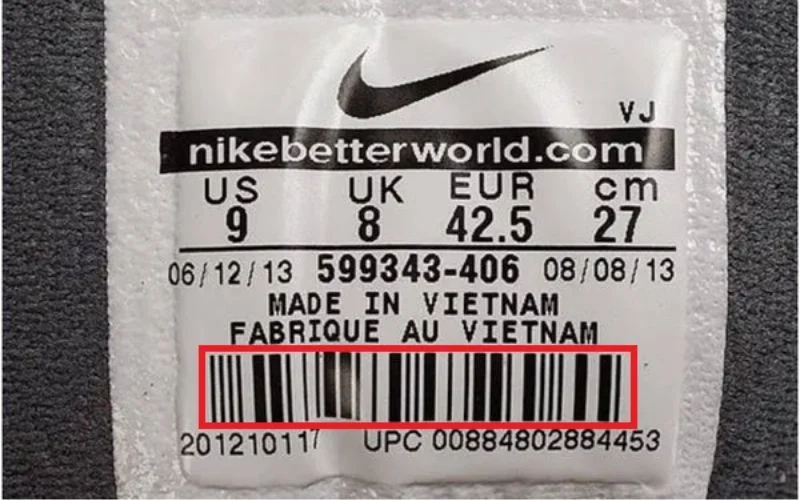 VJ
nikebetterworld.com
US UK EUR cm
9 8 42.5 27
06/12/13 599343-406 08/08/13
MADE IN VIETNAM
FABRIQUE AU VIETNAM
2012101117 UPC 00884802884453